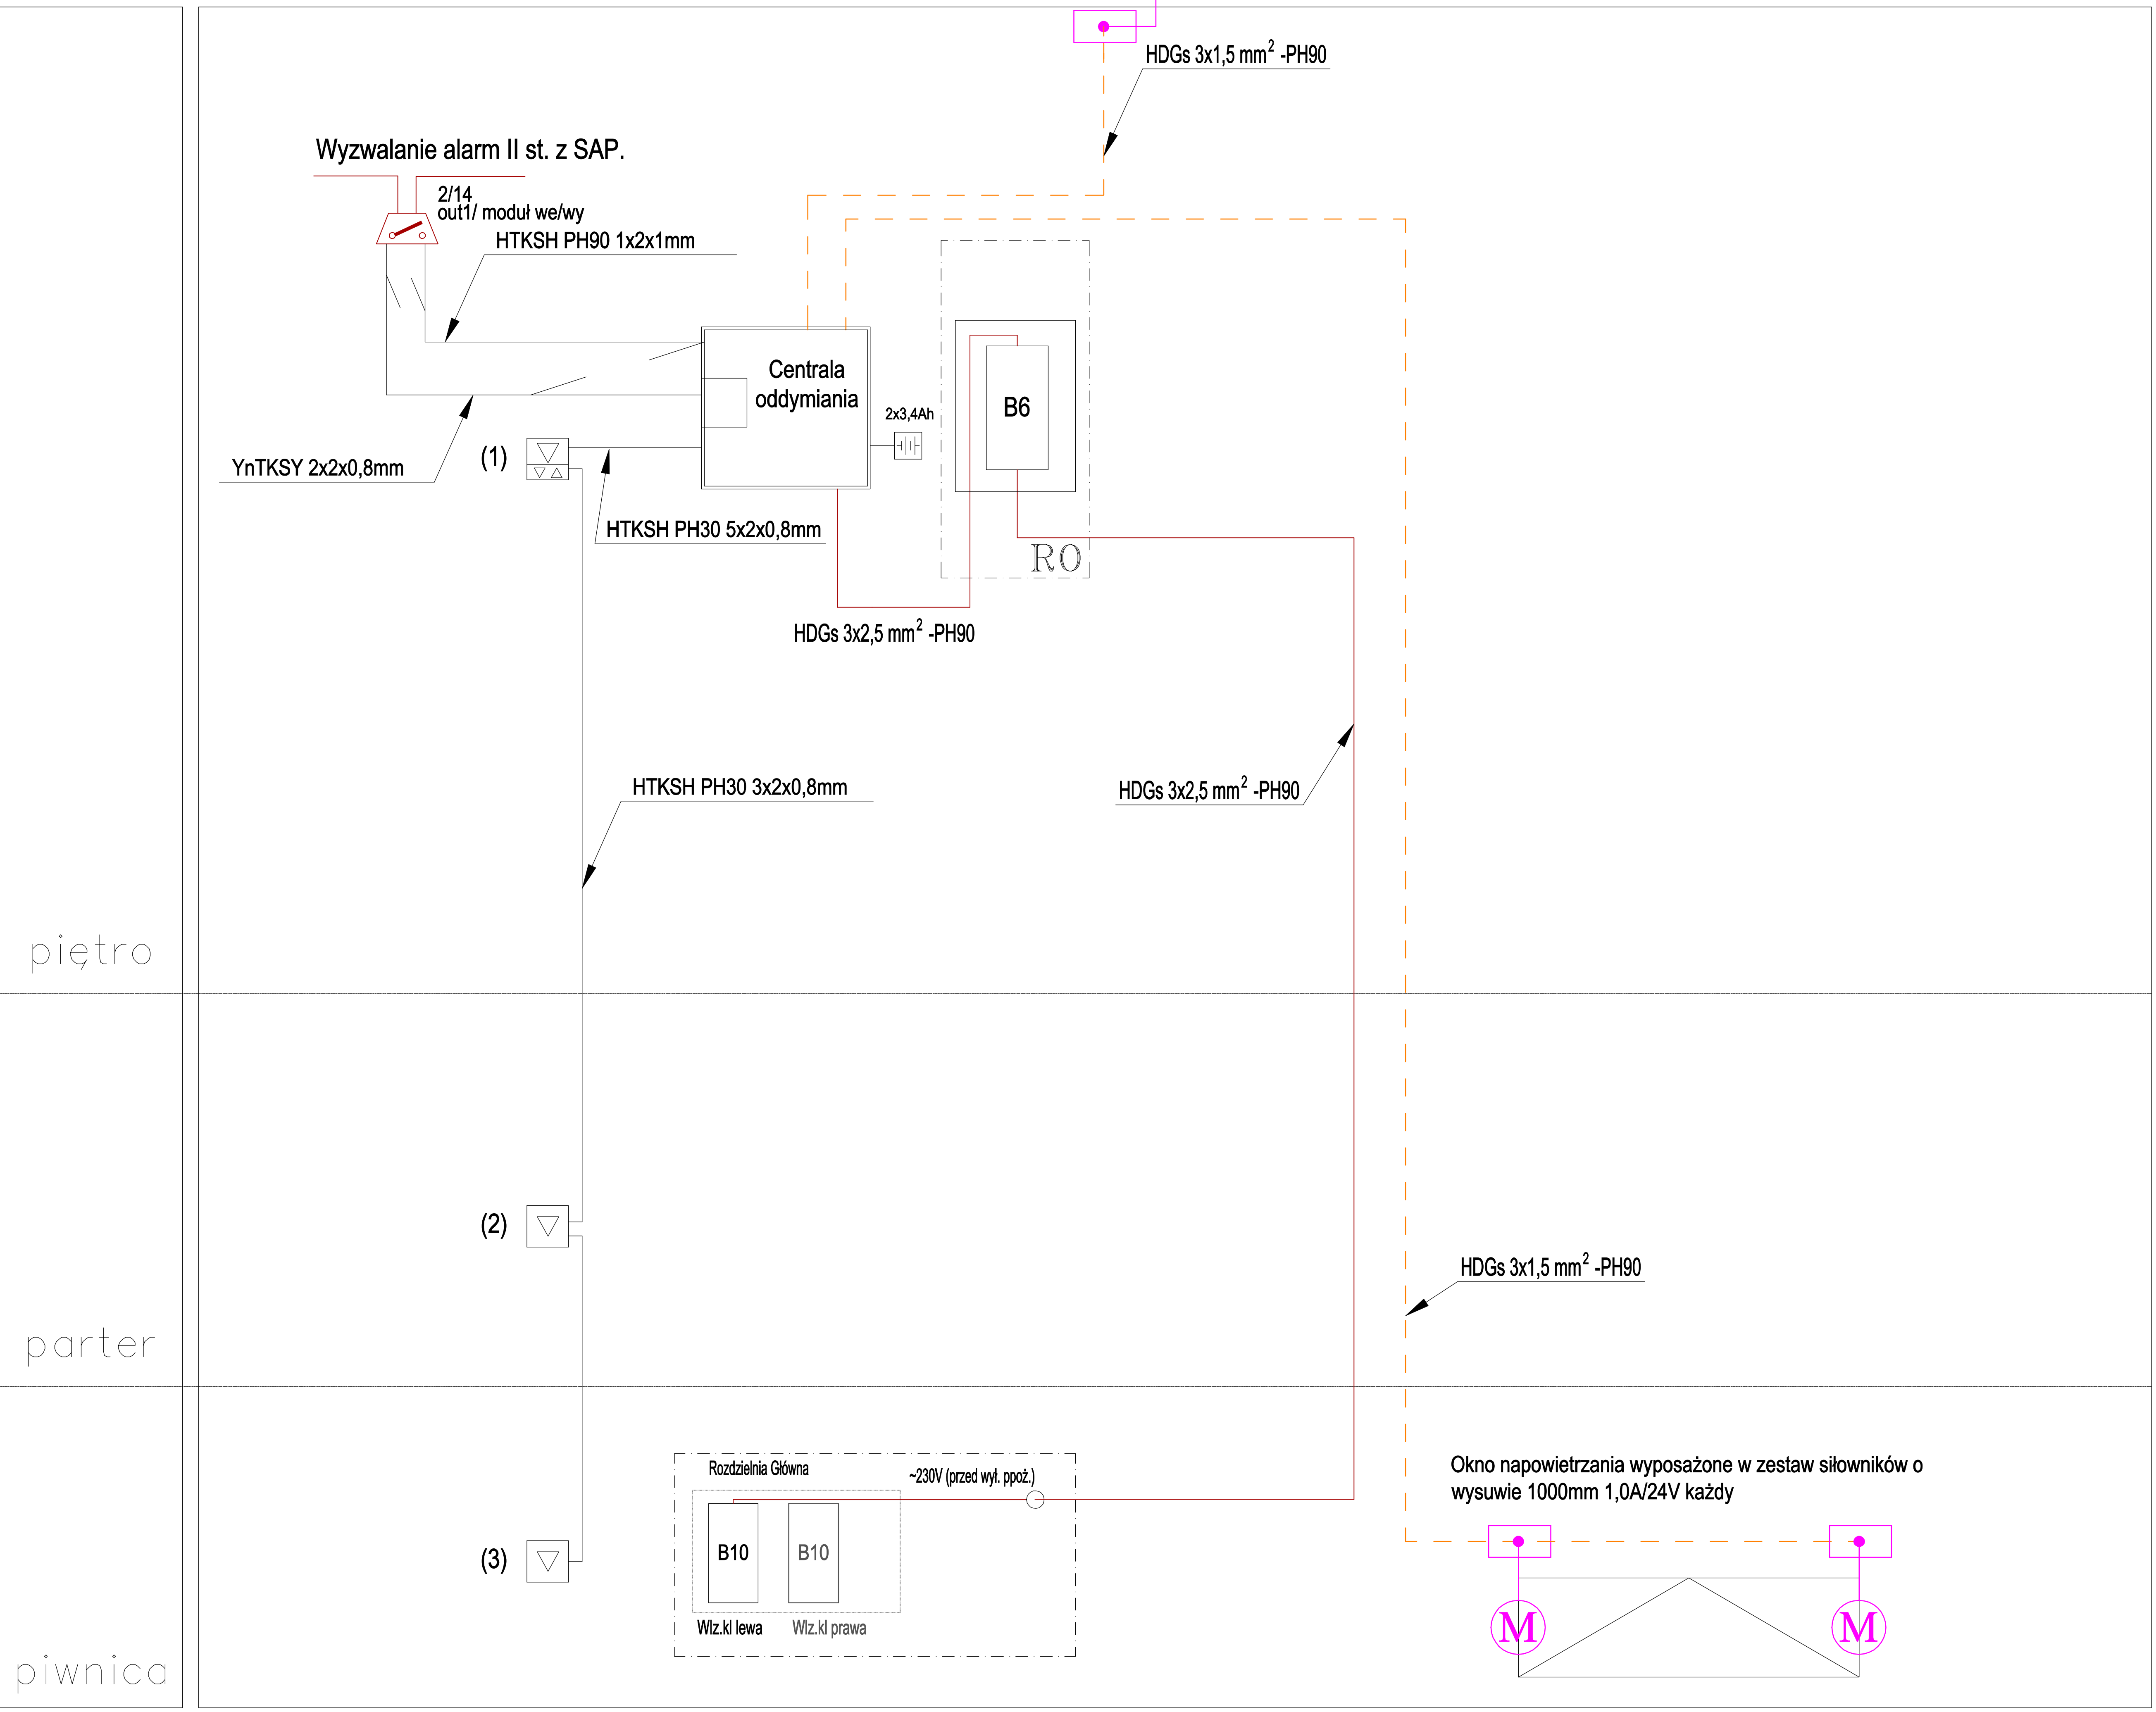 HDGs 3x1,5 mm² -PH90
Wyzwalanie alarm II st. z SAP.
2/14
out1/ moduł we/wy
HTKSH PH90 1x2x1mm
Centrala
oddymiania
2x3,4Ah
B6
(1)
YnTKSY 2x2x0,8mm
HTKSH PH30 5x2x0,8mm
RO
HDGs 3x2,5 mm² -PH90
HTKSH PH30 3x2x0,8mm
HDGs 3x2,5 mm² -PH90
piętro
(2)
HDGs 3x1,5 mm² -PH90
parter
Rozdzielnia Główna
~230V (przed wył. ppoż.)
Okno napowietrzania wyposażone w zestaw siłowników o
wysuwie 1000mm 1,0A/24V każdy
(3)
B10
B10
M
M
Wlz.kl lewa
Wlz.kl prawa
piwnica